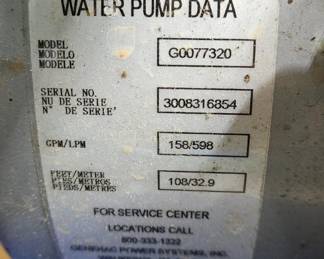 WATER PUMP DATA
MODEL
MODELO
MODELE
G0077320
SERIAL NO.
NU DE SERIE
N° DE SERIE'
3008316854
GPM/LPM
158/598
FEET/METER
PIES/METROS
PIEDS/METRES
108/32.9
FOR SERVICE CENTER
LOCATIONS CALL
800-333-1322
GENERAC POWER SYSTEMS, INC.